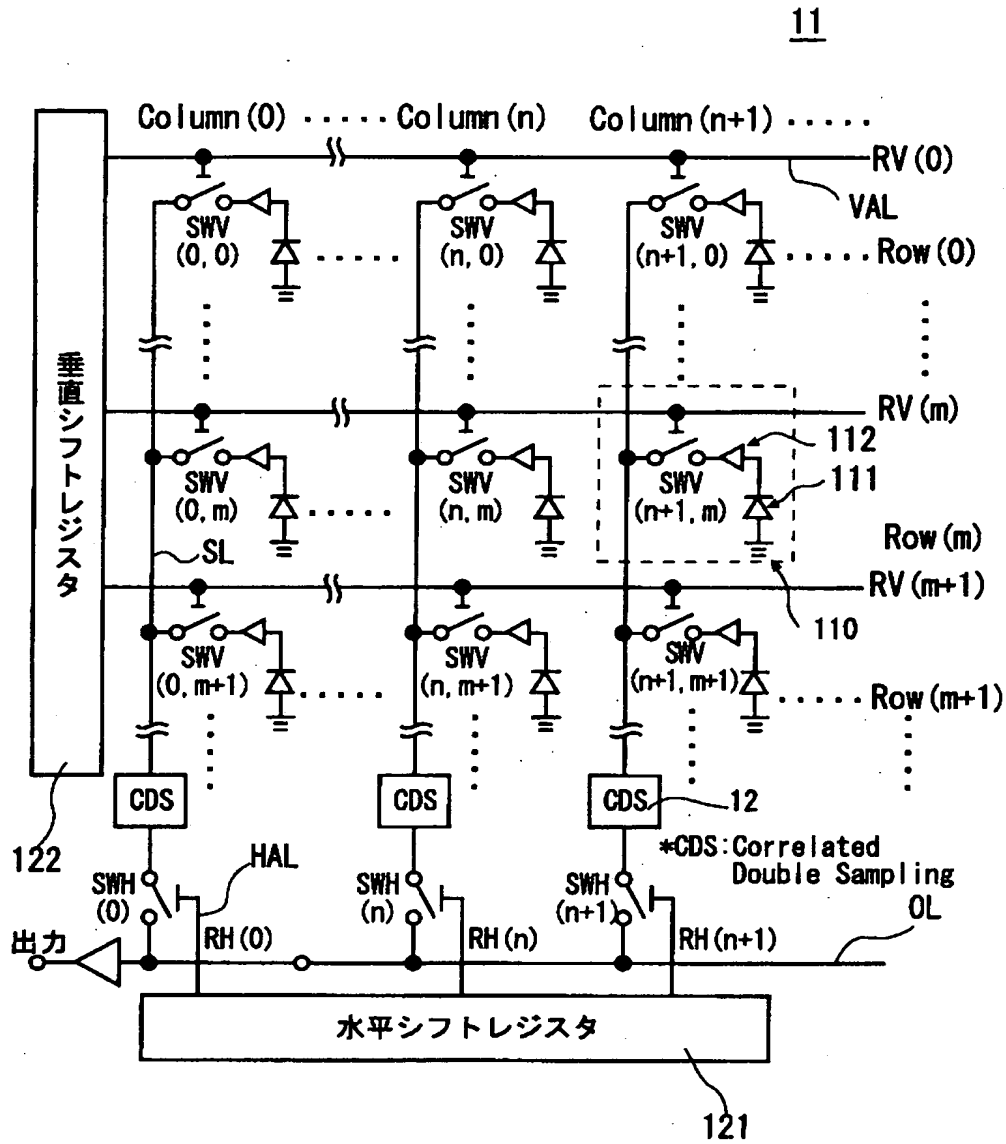 11
Column(0) ····· Column(n) Column(n+1) ·····
RV(0)
VAL
SWV
(0,0)
SWV
(n,0)
SWV
(n+1,0)
Row(0)
垂直シフトレジスタ
RV(m)
112
111
SWV
(0,m)
SWV
(n,m)
SWV
(n+1,m)
SL
Row(m)
RV(m+1)
110
SWV
(0,m+1)
SWV
(n,m+1)
SWV
(n+1,m+1)
Row(m+1)
CDS
CDS
CDS
12
122
*CDS:Correlated
Double Sampling
HAL
SWH
(0)
SWH
(n)
SWH
(n+1)
OL
出力
RH(0)
RH(n)
RH(n+1)
水平シフトレジスタ
121